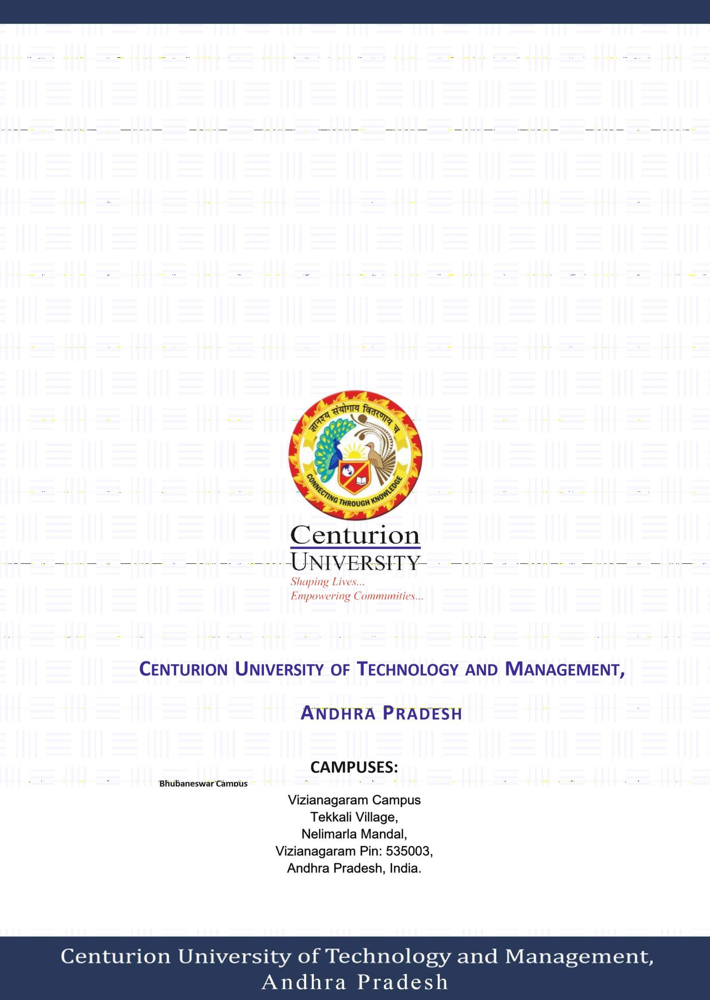 ज्ञानश्य संयोगाय वितरणाय च
CONNECTING THROUGH KNOWLEDGE
Centurion
UNIVERSITY
Shaping Lives...
Empowering Communities...
CENTURION UNIVERSITY OF TECHNOLOGY AND MANAGEMENT,
ANDHRA PRADESH
CAMPUSES:
Bhubaneswar Campus
Vizianagaram Campus
Tekkali Village,
Nelimarla Mandal,
Vizianagaram Pin: 535003,
Andhra Pradesh, India.
Centurion University of Technology and Management,
Andhra Pradesh